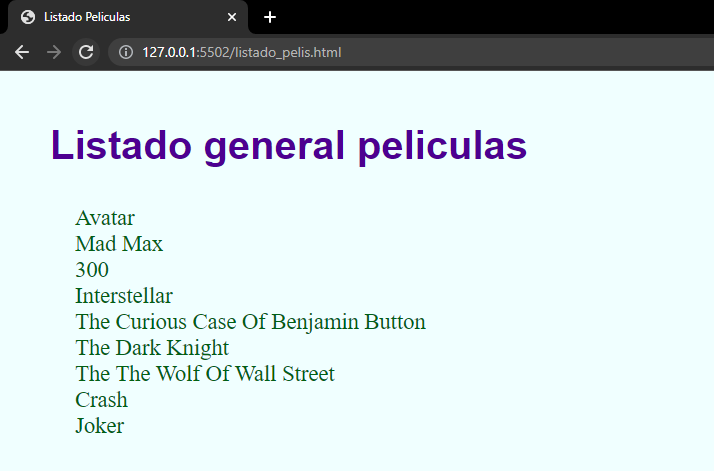 Listado Peliculas
127.0.0.1:5502/listado_pelis.html
Listado general peliculas
Avatar
Mad Max
300
Interstellar
The Curious Case Of Benjamin Button
The Dark Knight
The The Wolf Of Wall Street
Crash
Joker